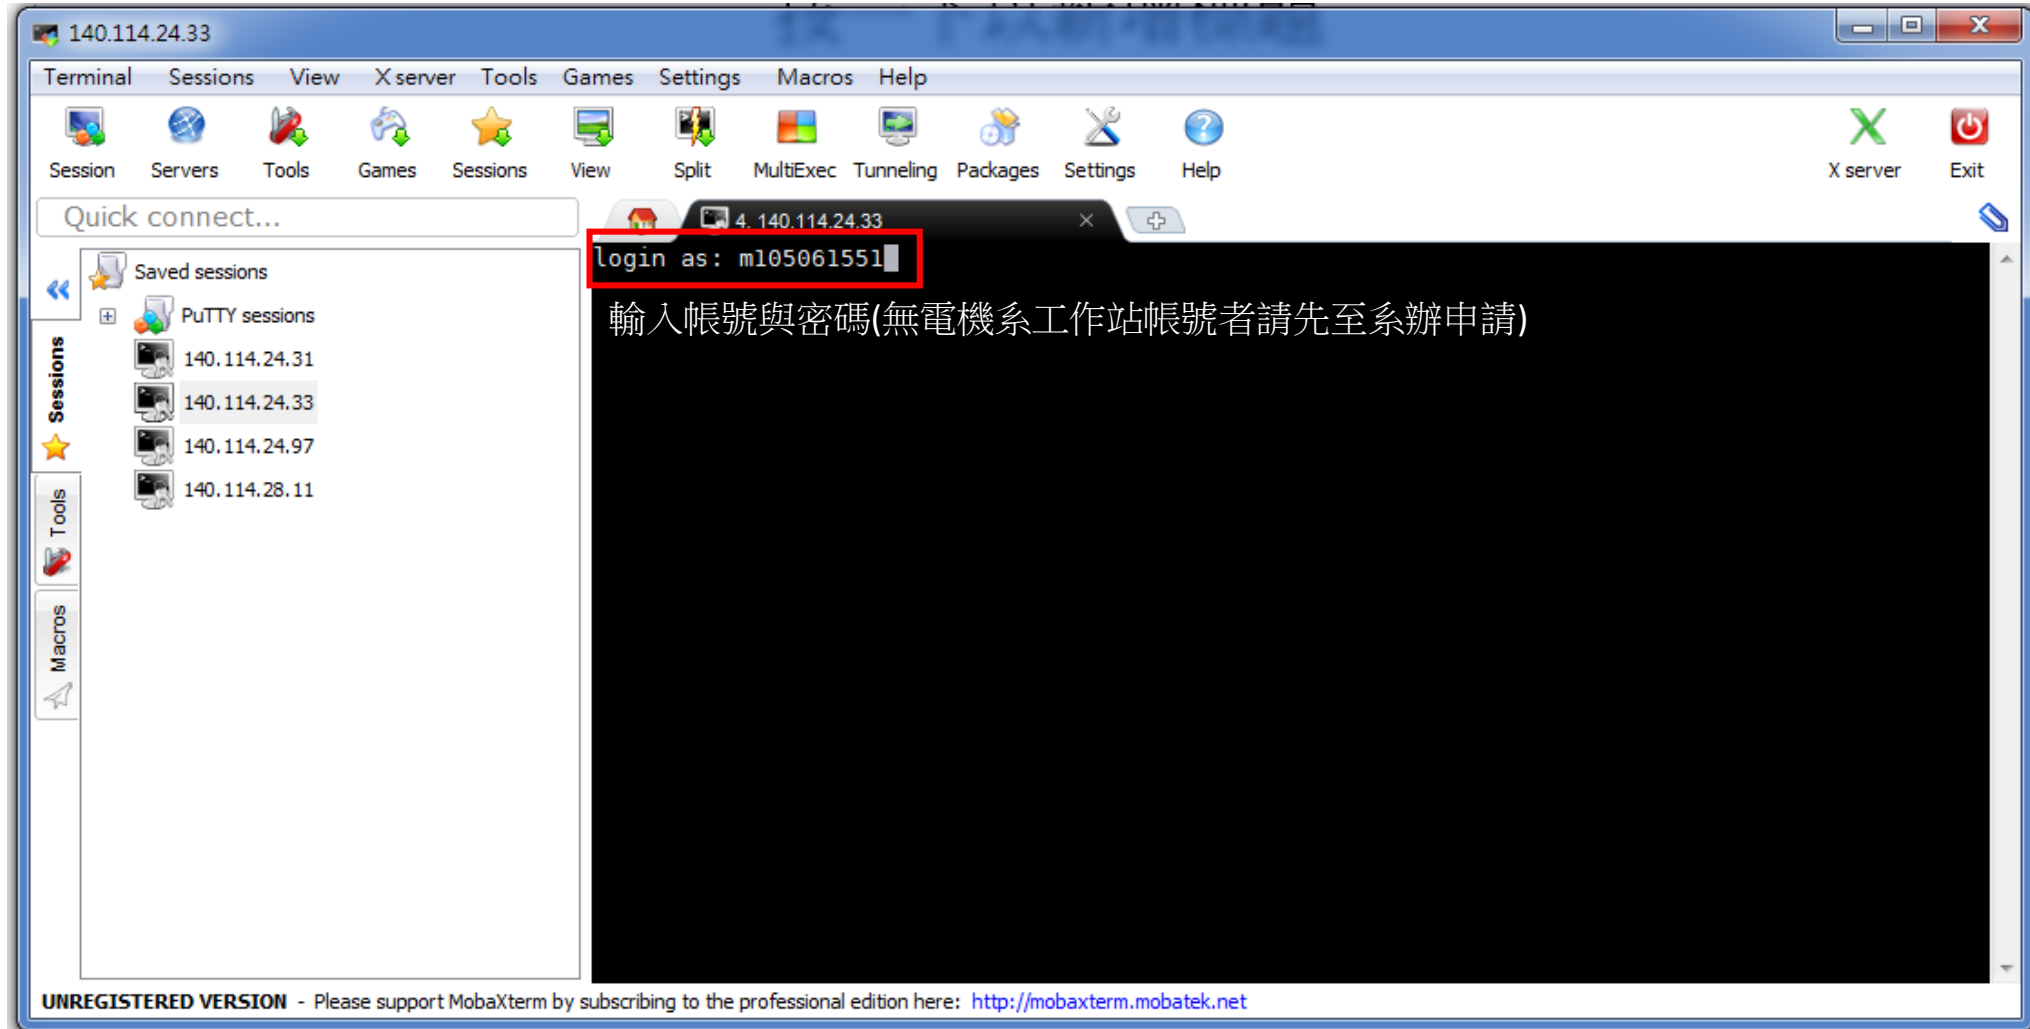 140.114.24.33
Terminal Sessions View X server Tools Games Settings Macros Help
Session Servers Tools Games Sessions View Split MultiExec Tunneling Packages Settings Help X server Exit
Quick connect...
4. 140.114.24.33
login as: m105061551
輸入帳號與密碼(無電機系工作站帳號者請先至系辦申請)
Saved sessions
PuTTY sessions
140.114.24.31
140.114.24.33
140.114.24.97
140.114.28.11
Sessions
Tools
Macros
UNREGISTERED VERSION - Please support MobaXterm by subscribing to the professional edition here: http://mobaxterm.mobatek.net